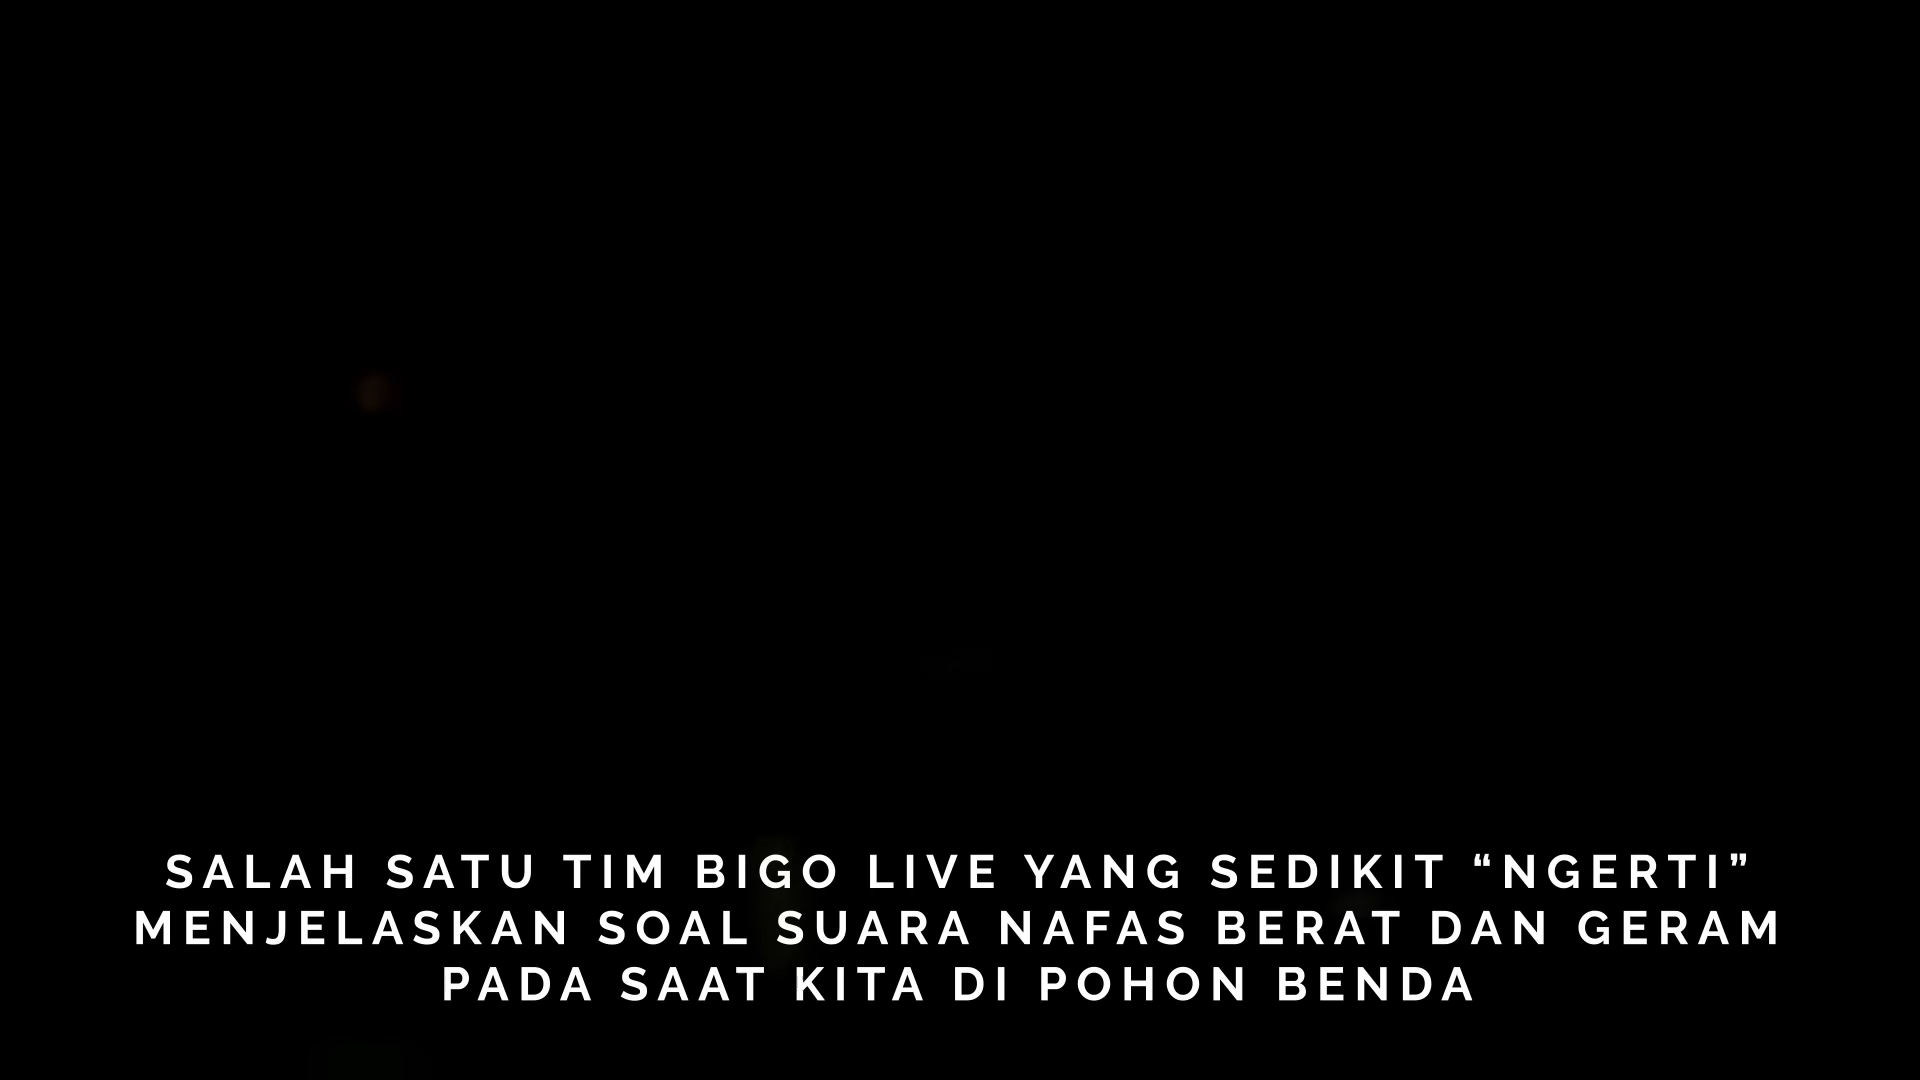 SALAH SATU TIM BIGO LIVE YANG SEDIKIT “NGERTI”
MENJELASKAN SOAL SUARA NAFAS BERAT DAN GERAM
PADA SAAT KITA DI POHON BENDA